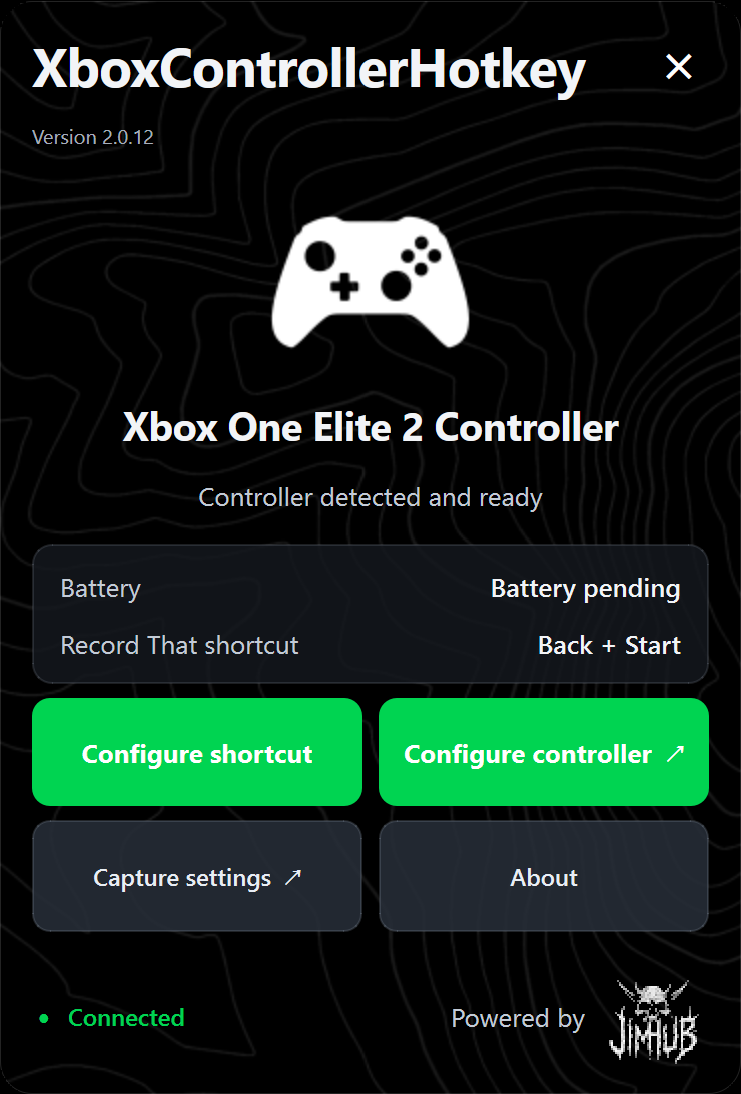 XboxControllerHotkey ✕
Version 2.0.12
Xbox One Elite 2 Controller
Controller detected and ready
Battery Battery pending
Record That shortcut Back + Start
Configure shortcut Configure controller ↗
Capture settings ↗ About
• Connected Powered by JIMHUB